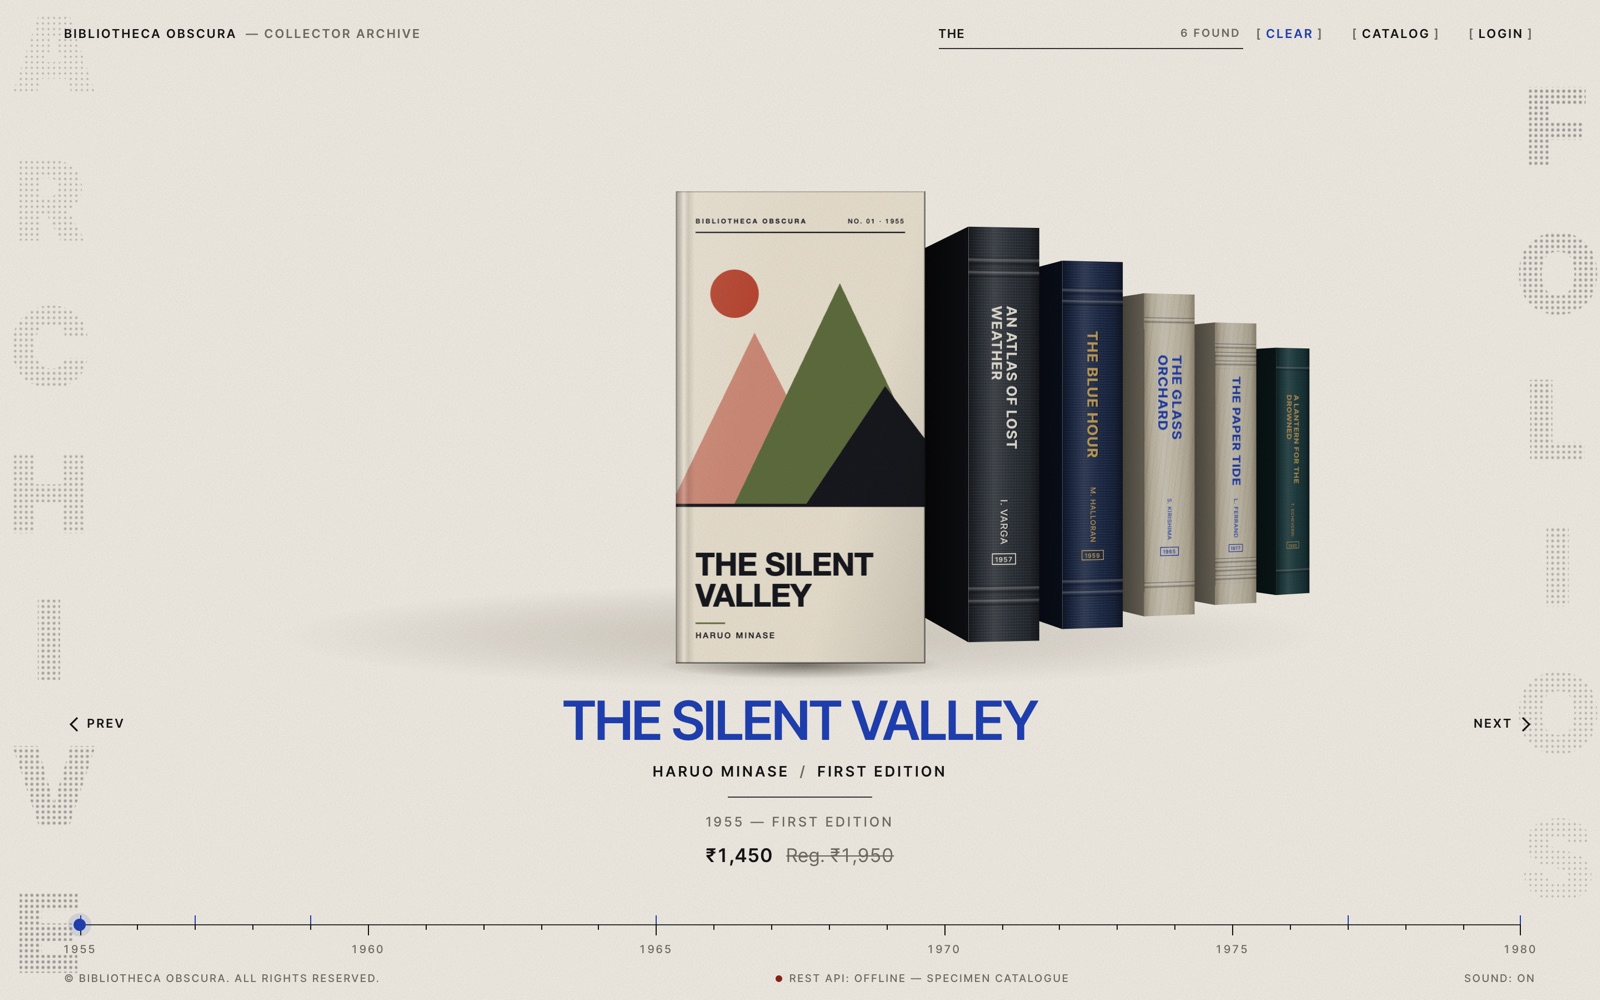 BIBLIOTHECA OBSCURA — COLLECTOR ARCHIVE
THE
6 FOUND
[ CLEAR ]
[ CATALOG ]
[ LOGIN ]
ARCHIVE
FOLIOS
BIBLIOTHECA OBSCURA
NO. 01 · 1955
THE SILENT
VALLEY
HARUO MINASE
AN ATLAS OF LOST
WEATHER
I. VARGA
1957
THE BLUE HOUR
M. HALLORAN
1959
THE GLASS
ORCHARD
S. KIRISHIMA
1965
THE PAPER TIDE
L. FERRAND
1977
A LANTERN FOR THE
DROWNED
< PREV
NEXT >
THE SILENT VALLEY
HARUO MINASE / FIRST EDITION
1955 — FIRST EDITION
₹1,450 Reg. ₹1,950
1955
1960
1965
1970
1975
1980
© BIBLIOTHECA OBSCURA. ALL RIGHTS RESERVED.
REST API: OFFLINE — SPECIMEN CATALOGUE
SOUND: ON